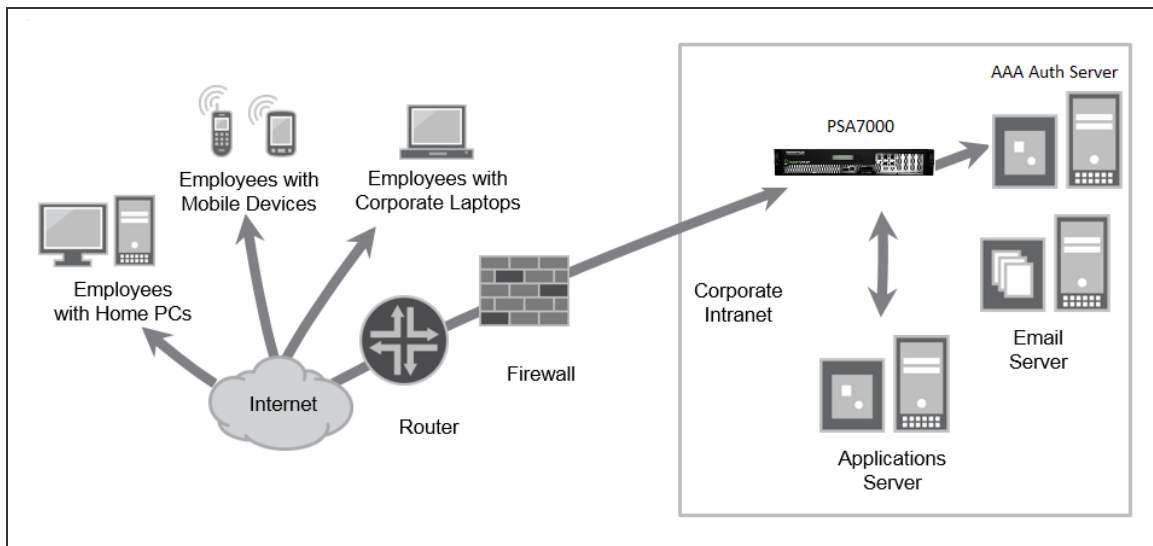 AAA Auth Server
PSA7000
Employees with
Mobile Devices
Employees with
Corporate Laptops
Employees
with Home PCs
Corporate
Intranet
Email
Server
Firewall
Internet
Router
Applications
Server